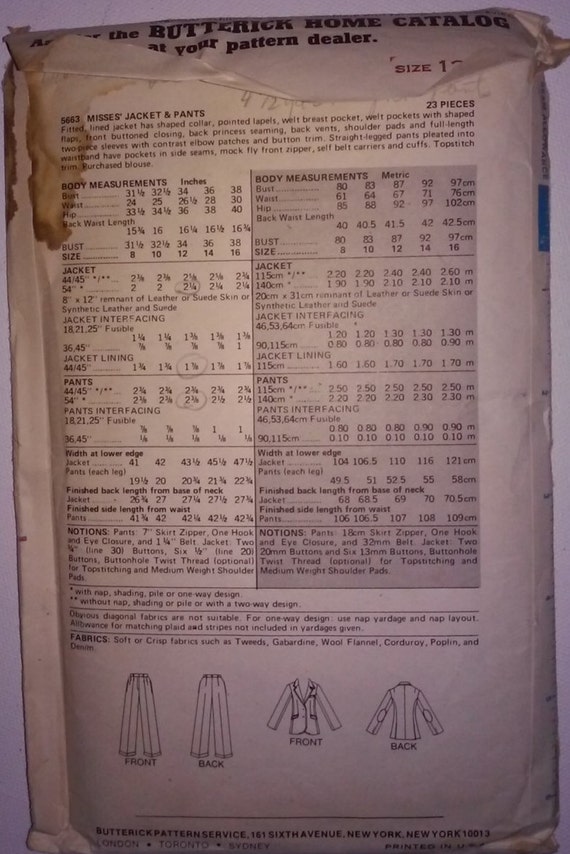 the BUTTERICK HOME CATALOG
at your pattern dealer.
SIZE
5663 MISSES' JACKET & PANTS 23 PIECES
Fitted, lined jacket has shaped collar, pointed lapels, welt breast pocket, welt pockets with shaped
flaps, front buttoned closing, back princess seaming, back vents, shoulder pads and full-length
two-piece sleeves with contrast elbow patches and button trim. Straight-legged pants pleated into
waistband have pockets in side seams, mock fly front zipper, self belt carriers and cuffs. Topstitch
trim. Purchased blouse.
BODY MEASUREMENTS Inches
Bust 31½ 32½ 34 36 38
Waist 24 25 26½ 28 30
Hip 33½ 34½ 36 38 40
Back Waist Length
15¾ 16 16¼ 16½ 16¾
BUST 31½ 32½ 34 36 38
SIZE 8 10 12 14 16
JACKET
44/45" */** 2⅜ 2⅜ 2⅝ 2⅝ 2¾
54" * 2 2 2¼ 2¼ 2¼
8" x 12" remnant of Leather or Suede Skin or
Synthetic Leather and Suede
JACKET INTERFACING
18,21,25" Fusible
1¼ 1¼ 1⅜ 1⅜ 1⅜
36,45" ⅞ ⅞ ⅞ ⅞ 1
JACKET LINING
44/45" 1¾ 1¾ 1⅞ 1⅞ 1⅞
PANTS
44/45" */** 2¾ 2¾ 2¾ 2¾ 2¾
54" * 2⅜ 2⅜ 2⅜ 2½ 2½
PANTS INTERFACING
18,21,25" Fusible
⅞ ⅞ ⅞ 1 1
36,45" ⅛ ⅛ ⅛ ⅛ ⅛
Width at lower edge
Jacket 41 42 43½ 45½ 47½
Pants (each leg)
19½ 20 20¾ 21¾ 22¾
Finished back length from base of neck
Jacket 26¾ 27 27¼ 27½ 27¾
Finished side length from waist
Pants 41¾ 42 42¼ 42½ 42¾
NOTIONS: Pants: 7" Skirt Zipper, One Hook
and Eye Closure, and 1¼" Belt. Jacket: Two
¾" (line 30) Buttons, Six ½" (line 20)
Buttons, Buttonhole Twist Thread (optional)
for Topstitching and Medium Weight Shoulder
Pads.
BODY MEASUREMENTS Metric
Bust 80 83 87 92 97cm
Waist 61 64 67 71 76cm
Hip 85 88 92 97 102cm
Back Waist Length
40 40.5 41.5 42 42.5cm
BUST 80 83 87 92 97cm
SIZE 8 10 12 14 16
JACKET
115cm */** 2.20 2.20 2.40 2.40 2.60 m
140cm * 1.90 1.90 2.10 2.10 2.10 m
20cm x 31cm remnant of Leather or Suede Skin or
Synthetic Leather and Suede
JACKET INTERFACING
46,53,64cm Fusible
1.20 1.20 1.30 1.30 1.30 m
90,115cm 0.80 0.80 0.80 0.80 0.90 m
JACKET LINING
115cm 1.60 1.60 1.70 1.70 1.70 m
PANTS
115cm */** 2.50 2.50 2.50 2.50 2.50 m
140cm * 2.20 2.20 2.20 2.30 2.30 m
PANTS INTERFACING
46,53,64cm Fusible
0.80 0.80 0.80 0.90 0.90 m
90,115cm 0.10 0.10 0.10 0.10 0.10 m
Width at lower edge
Jacket 104 106.5 110 116 121cm
Pants (each leg)
49.5 51 52.5 55 58cm
Finished back length from base of neck
Jacket 68 68.5 69 70 70.5cm
Finished side length from waist
Pants 106 106.5 107 108 109cm
NOTIONS: Pants: 18cm Skirt Zipper, One Hook
and Eye Closure, and 32mm Belt. Jacket: Two
20mm Buttons and Six 13mm Buttons, Buttonhole
Twist Thread (optional) for Topstitching and
Medium Weight Shoulder Pads.
* with nap, shading, pile or one-way design.
** without nap, shading or pile or with a two-way design.
Obvious diagonal fabrics are not suitable. For one-way design: use nap yardage and nap layout.
Allowance for matching plaid and stripes not included in yardages given.
FABRICS: Soft or Crisp fabrics such as Tweeds, Gabardine, Wool Flannel, Corduroy, Poplin, and
Denim.
FRONT
BACK
FRONT
BACK
BUTTERICK PATTERN SERVICE, 161 SIXTH AVENUE, NEW YORK, NEW YORK 10013
LONDON • TORONTO • SYDNEY PRINTED IN U.S.A.